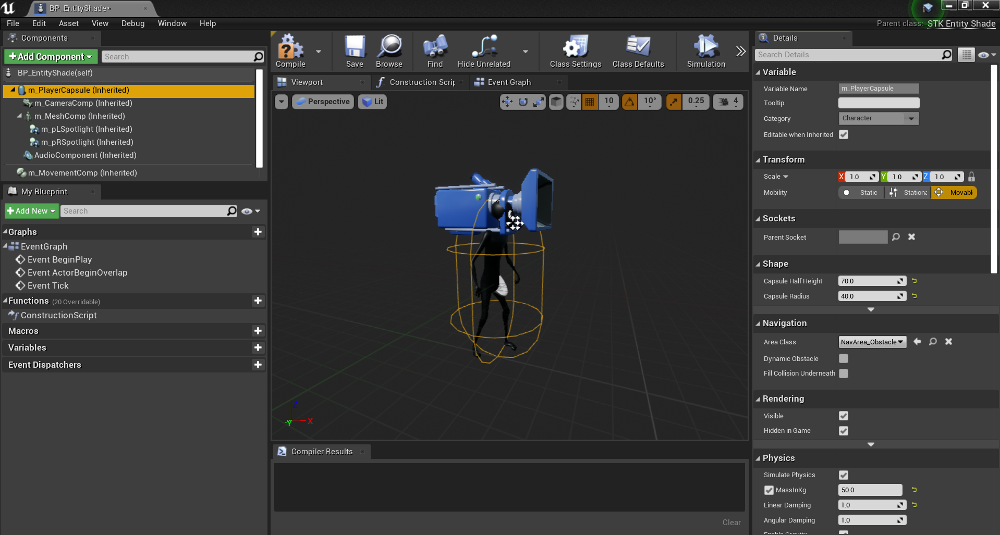 BP_EntityShade*
File Edit Asset View Debug Window Help
Parent class: STK Entity Shade
Components
Add Component
Search
BP_EntityShade(self)
m_PlayerCapsule (Inherited)
m_CameraComp (Inherited)
m_MeshComp (Inherited)
m_pLSpotlight (Inherited)
m_pRSpotlight (Inherited)
AudioComponent (Inherited)
m_MovementComp (Inherited)
My Blueprint
Add New
Search
Graphs
EventGraph
Event BeginPlay
Event ActorBeginOverlap
Event Tick
Functions (20 Overridable)
ConstructionScript
Macros
Variables
Event Dispatchers
Compile
Save
Browse
Find
Hide Unrelated
Class Settings
Class Defaults
Simulation
Viewport
Construction Scrip
Event Graph
Perspective
Lit
10
10°
0.25
4
Z
X
Y
Compiler Results
Clear
Details
Search Details
Variable
Variable Name m_PlayerCapsule
Tooltip
Category Character
Editable when Inherited
Transform
Scale X 1.0 Y 1.0 Z 1.0
Mobility Static Stationa Movabl
Sockets
Parent Socket
Shape
Capsule Half Height 70.0
Capsule Radius 40.0
Navigation
Area Class NavArea_Obstacle
Dynamic Obstacle
Fill Collision Underneath
Rendering
Visible
Hidden in Game
Physics
Simulate Physics
MassInKg 50.0
Linear Damping 1.0
Angular Damping 1.0
Enable Gravity